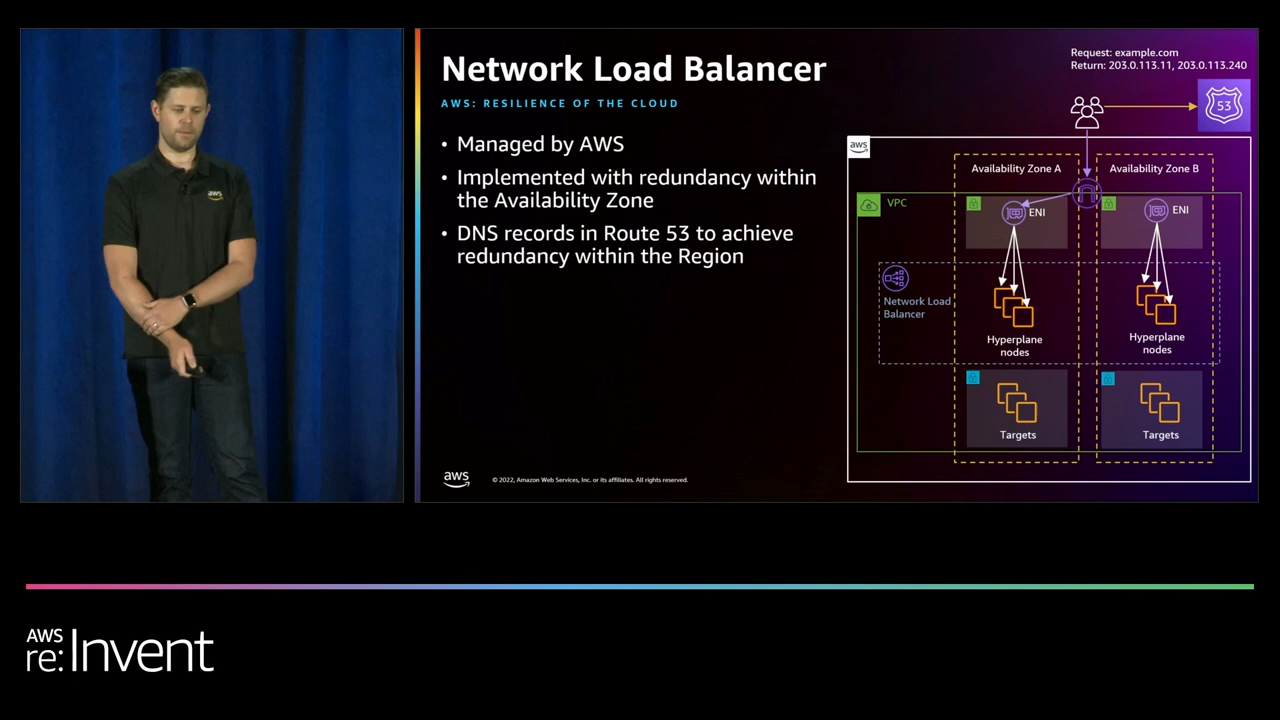 Network Load Balancer
AWS: RESILIENCE OF THE CLOUD
• Managed by AWS
• Implemented with redundancy within
the Availability Zone
• DNS records in Route 53 to achieve
redundancy within the Region
Request: example.com
Return: 203.0.113.11, 203.0.113.240
53
aws
Availability Zone A
Availability Zone B
VPC
ENI
ENI
Network Load
Balancer
Hyperplane
nodes
Hyperplane
nodes
Targets
Targets
aws
© 2022, Amazon Web Services, Inc. or its affiliates. All rights reserved.
aws
AWS
re:Invent